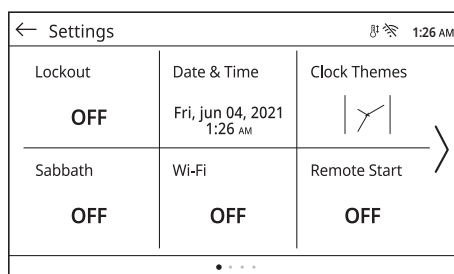 Settings 1:26 AM
Lockout Date & Time Clock Themes
OFF Fri, jun 04, 2021
1:26 AM
Sabbath Wi-Fi Remote Start
OFF OFF OFF